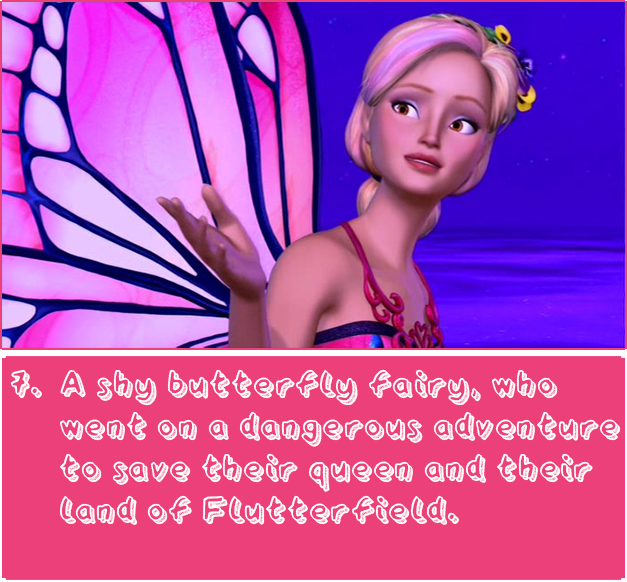 7. A shy butterfly fairy, who
went on a dangerous adventure
to save their queen and their
land of Flutterfield.